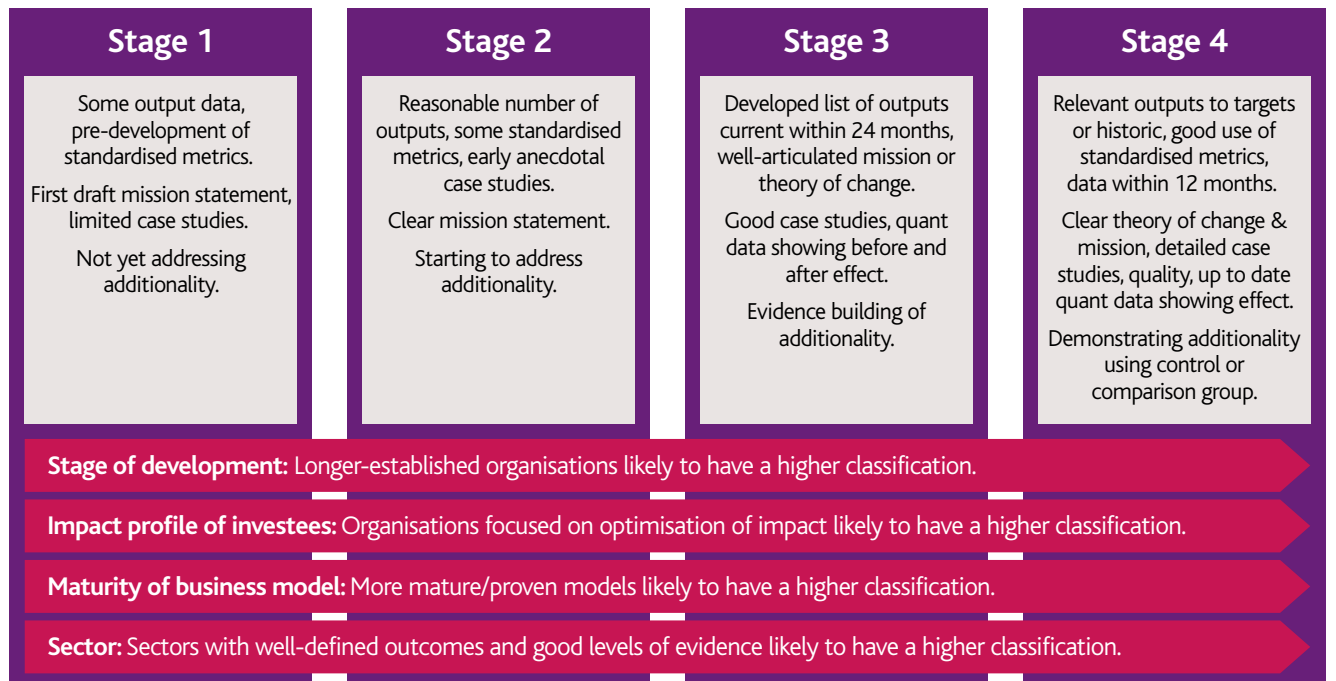 Stage 1
Some output data,
pre-development of
standardised metrics.
First draft mission statement,
limited case studies.
Not yet addressing
additionality.
Stage 2
Reasonable number of
outputs, some standardised
metrics, early anecdotal
case studies.
Clear mission statement.
Starting to address
additionality.
Stage 3
Developed list of outputs
current within 24 months,
well-articulated mission or
theory of change.
Good case studies, quant
data showing before and
after effect.
Evidence building of
additionality.
Stage 4
Relevant outputs to targets
or historic, good use of
standardised metrics,
data within 12 months.
Clear theory of change &
mission, detailed case
studies, quality, up to date
quant data showing effect.
Demonstrating additionality
using control or
comparison group.
Stage of development: Longer-established organisations likely to have a higher classification.
Impact profile of investees: Organisations focused on optimisation of impact likely to have a higher classification.
Maturity of business model: More mature/proven models likely to have a higher classification.
Sector: Sectors with well-defined outcomes and good levels of evidence likely to have a higher classification.